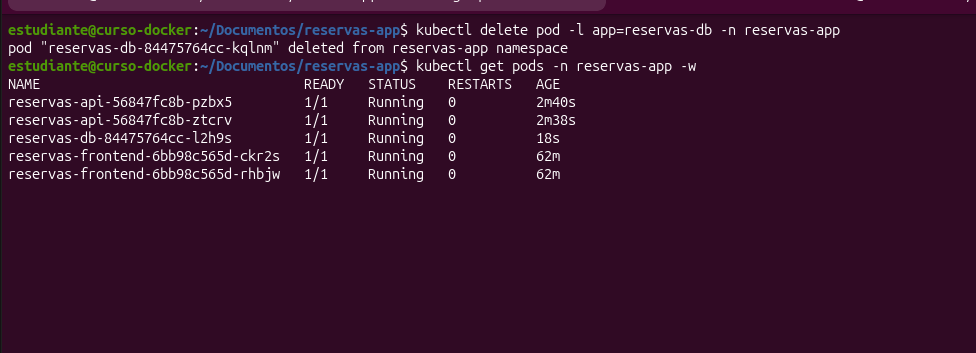 estudiante@curso-docker:~/Documentos/reservas-app$ kubectl delete pod -l app=reservas-db -n reservas-app
pod "reservas-db-84475764cc-kqlnm" deleted from reservas-app namespace
estudiante@curso-docker:~/Documentos/reservas-app$ kubectl get pods -n reservas-app -w
NAME READY STATUS RESTARTS AGE
reservas-api-56847fc8b-pzbx5 1/1 Running 0 2m40s
reservas-api-56847fc8b-ztcrv 1/1 Running 0 2m38s
reservas-db-84475764cc-l2h9s 1/1 Running 0 18s
reservas-frontend-6bb98c565d-ckr2s 1/1 Running 0 62m
reservas-frontend-6bb98c565d-rhbjw 1/1 Running 0 62m